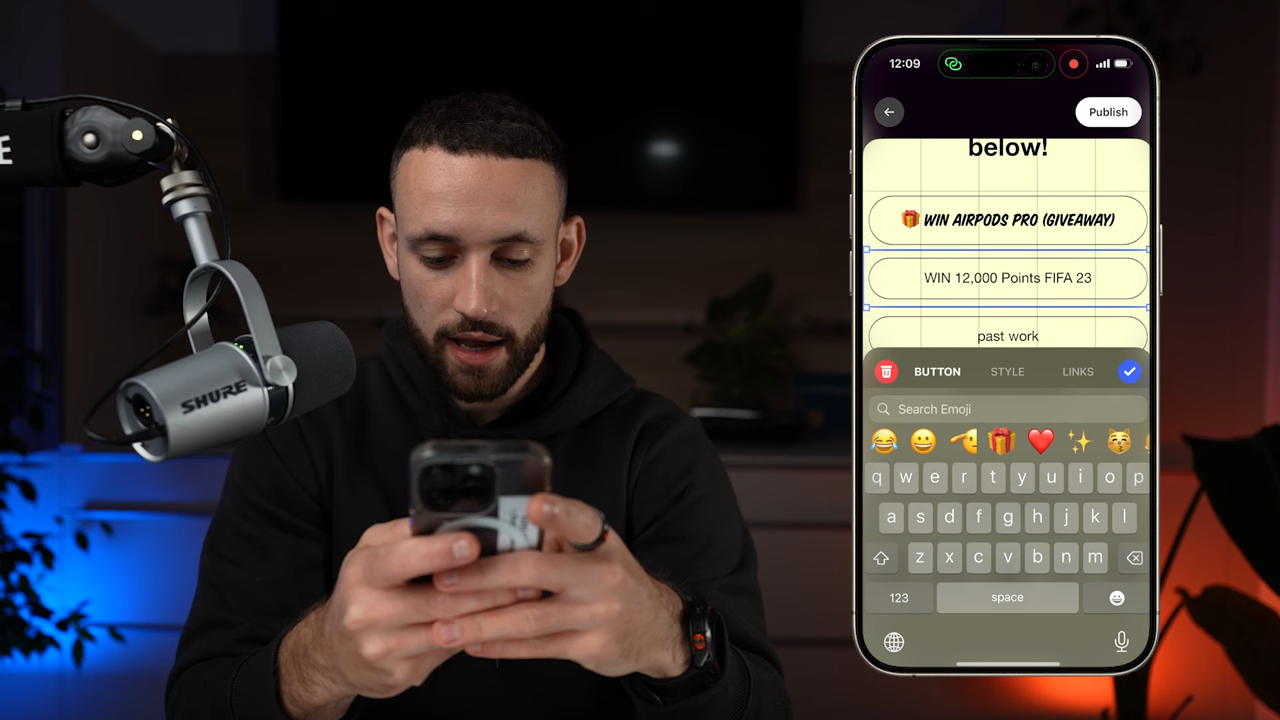 E
SHURE
12:09
Publish
below!
🎁 WIN AIRPODS PRO (GIVEAWAY)
WIN 12,000 Points FIFA 23
past work
BUTTON STYLE LINKS
Search Emoji
q w e r t y u i o p
a s d f g h j k l
z x c v b n m
123 space